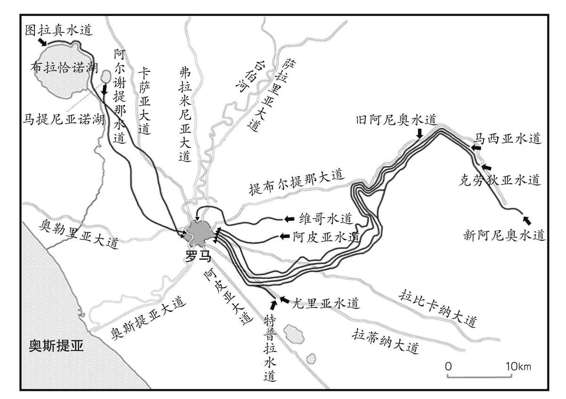 图拉真水道
布拉恰诺湖
阿尔谢提那水道
马提尼亚诺湖
卡萨亚大道
弗拉米尼亚大道
台伯河
萨拉里亚大道
旧阿尼奥水道
马西亚水道
克劳狄亚水道
新阿尼奥水道
提布尔提那大道
维哥水道
阿皮亚水道
奥勒里亚大道
罗马
阿皮亚大道
奥斯提亚大道
尤里亚水道
特普拉水道
拉比卡纳大道
拉蒂纳大道
奥斯提亚
0 10km